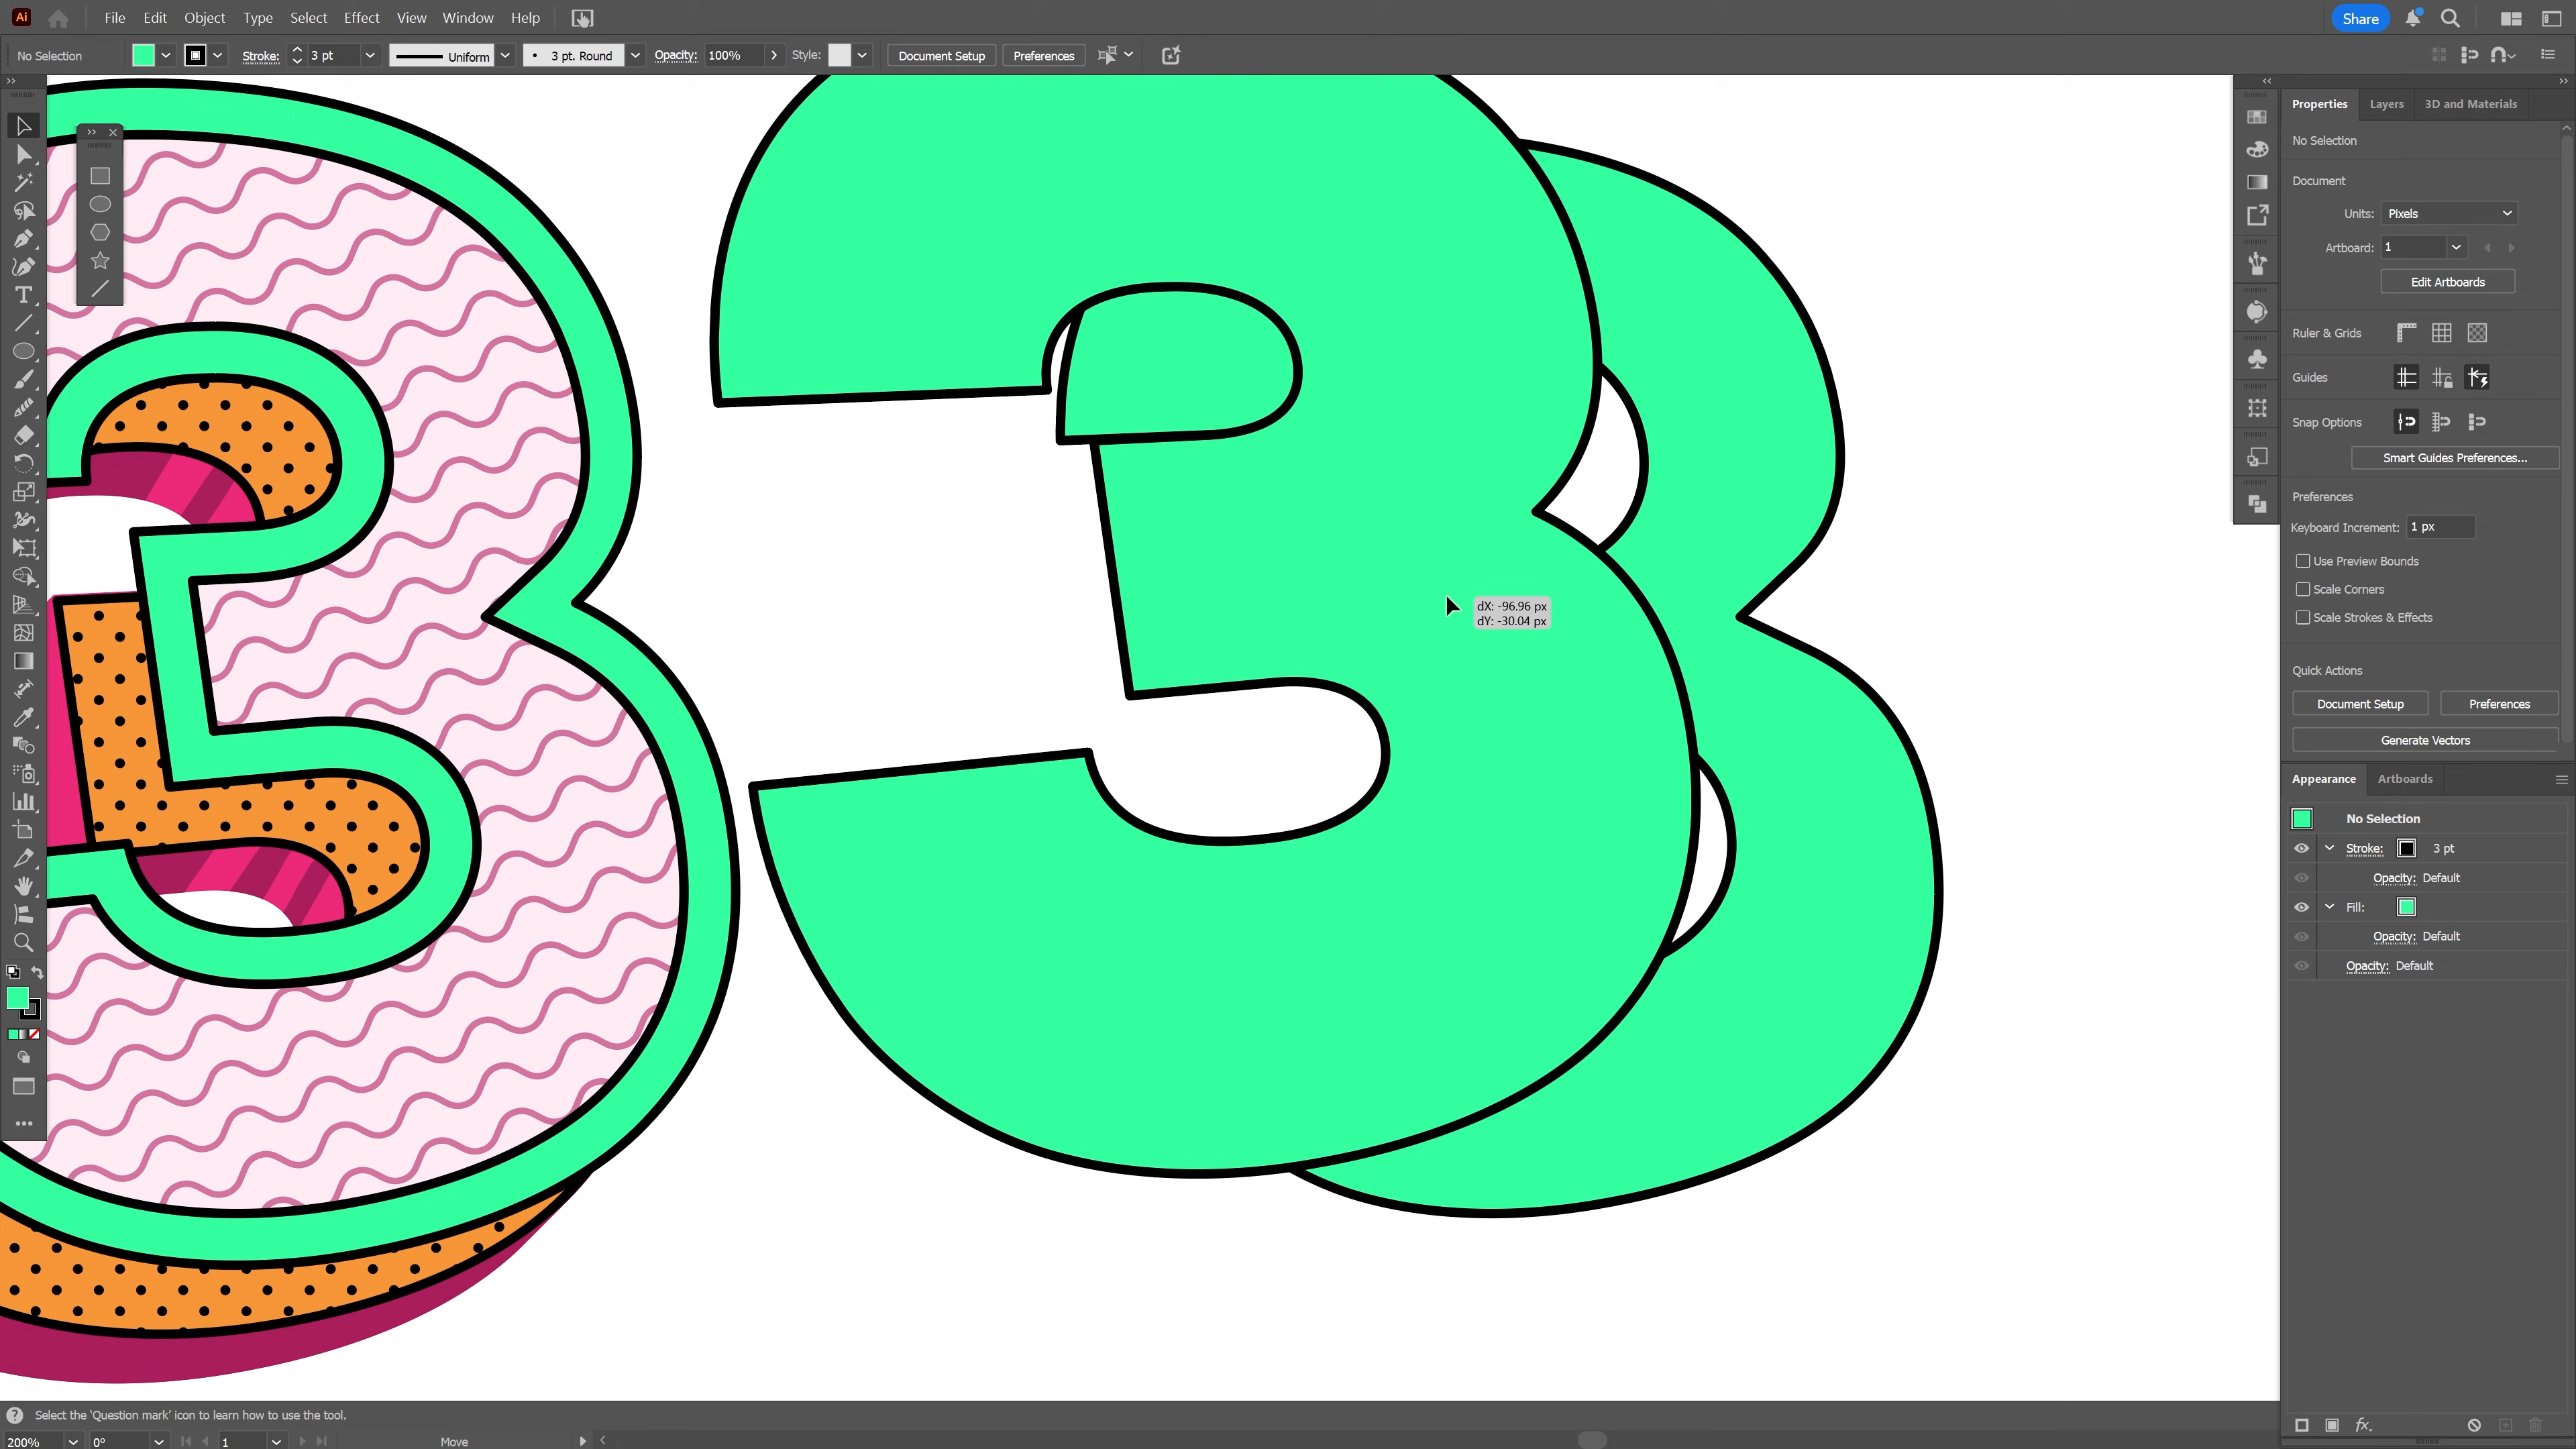 Ai File Edit Object Type Select Effect View Window Help Share
No Selection Stroke: 3 pt Uniform 3 pt. Round Opacity: 100% Style: Document Setup Preferences
Properties Layers 3D and Materials
No Selection
Document
Units: Pixels
Artboard: 1
Edit Artboards
Ruler & Grids
Guides
Snap Options
Smart Guides Preferences...
Preferences
Keyboard Increment: 1 px
Use Preview Bounds
Scale Corners
Scale Strokes & Effects
Quick Actions
Document Setup Preferences
Generate Vectors
Appearance Artboards
No Selection
Stroke: 3 pt
Opacity: Default
Fill:
Opacity: Default
Opacity: Default
fx.
3
3
3
dX: -96.96 px
dY: -30.04 px
T
Select the 'Question mark' icon to learn how to use the tool.
200% 0° 1 Move